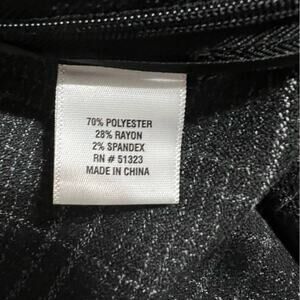 70% POLYESTER
28% RAYON
2% SPANDEX
RN # 51323
MADE IN CHINA